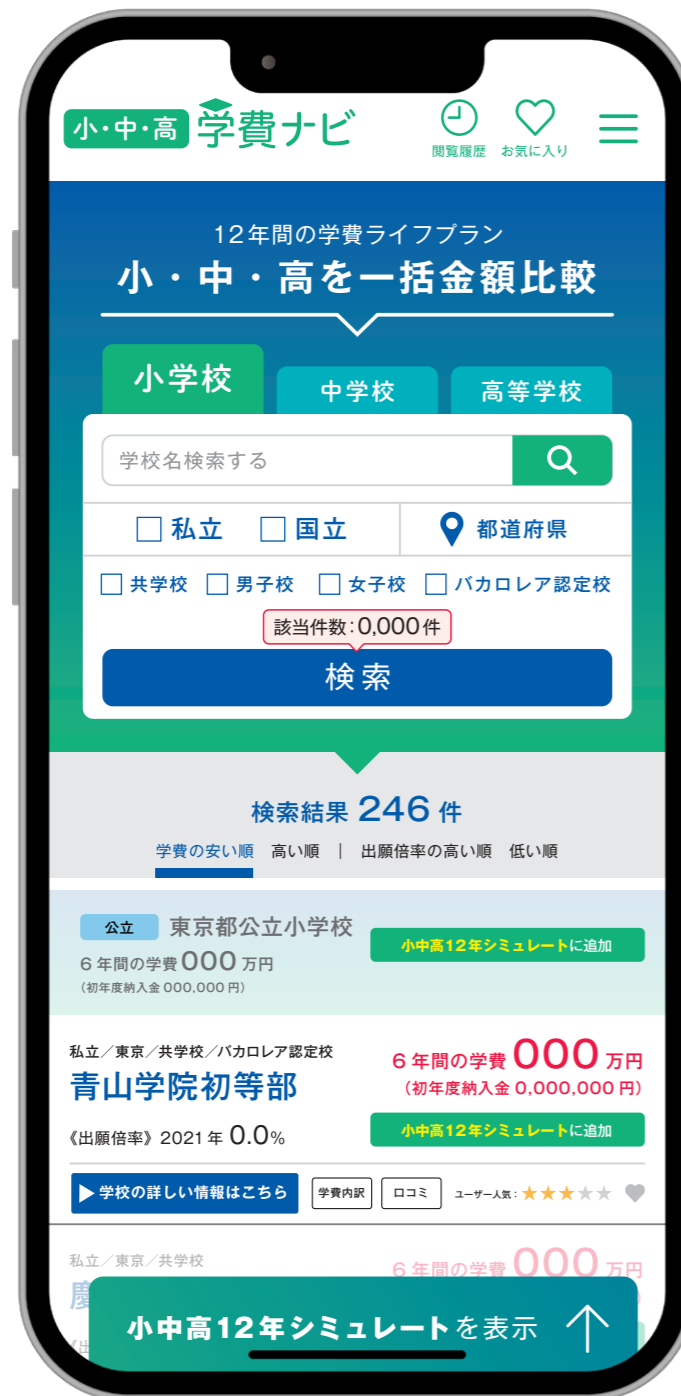 小・中・高 学費ナビ
閲覧履歴 お気に入り
12年間の学費ライフプラン
小・中・高を一括金額比較
小学校 中学校 高等学校
学校名検索する
私立 国立 都道府県
共学校 男子校 女子校 バカロレア認定校
該当件数:0,000件
検索
検索結果 246 件
学費の安い順 高い順 | 出願倍率の高い順 低い順
公立 東京都公立小学校
6年間の学費000万円
(初年度納入金000,000円)
小中高12年シミュレートに追加
私立/東京/共学校/バカロレア認定校
青山学院初等部
《出願倍率》2021年 0.0%
6年間の学費 000 万円
(初年度納入金 0,000,000 円)
小中高12年シミュレートに追加
▶学校の詳しい情報はこちら 学費内訳 口コミ ユーザー人気:★★★★★
私立/東京/共学校
慶
6年間の学費 000 万円
小中高12年シミュレートを表示